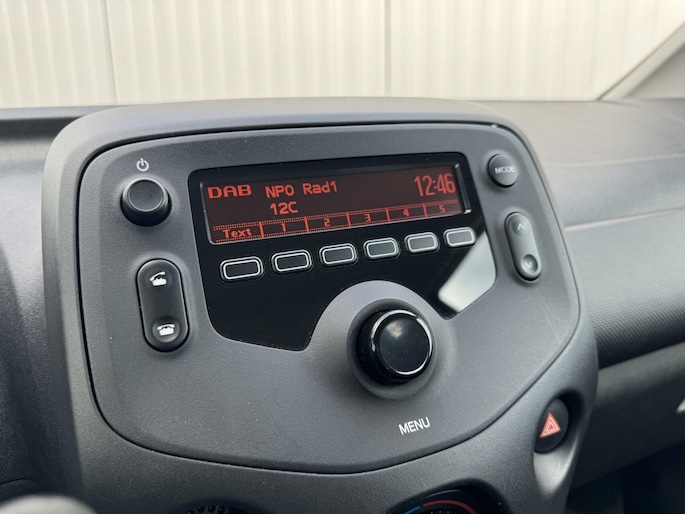 DAB NPO Rad1 12:46
12C
Text 1 2 3 4 5
MODE
MENU